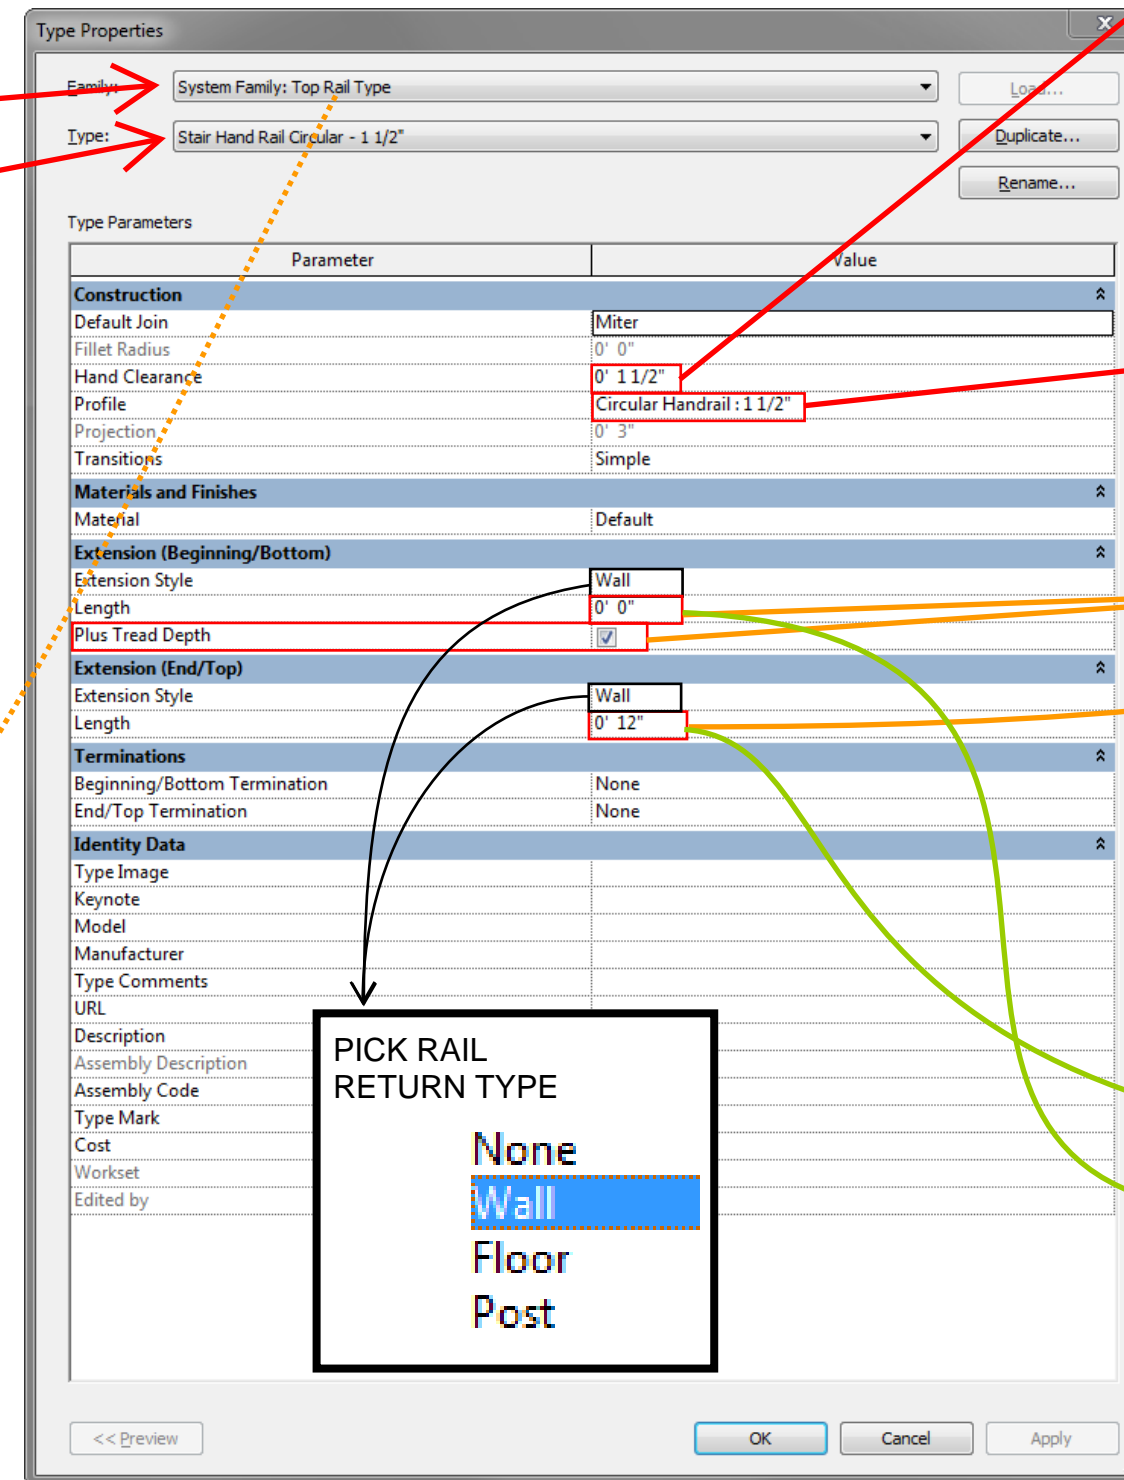 Type Properties
Family: System Family: Top Rail Type Load...
Type: Stair Hand Rail Circular - 1 1/2" Duplicate...
Rename...
Type Parameters
Parameter Value
Construction
Default Join Miter
Fillet Radius 0' 0"
Hand Clearance 0' 1 1/2"
Profile Circular Handrail : 1 1/2"
Projection 0' 3"
Transitions Simple
Materials and Finishes
Material Default
Extension (Beginning/Bottom)
Extension Style Wall
Length 0' 0"
Plus Tread Depth
Extension (End/Top)
Extension Style Wall
Length 0' 12"
Terminations
Beginning/Bottom Termination None
End/Top Termination None
Identity Data
Type Image
Keynote
Model
Manufacturer
Type Comments
URL
Description
Assembly Description
Assembly Code
Type Mark
Cost
Workset
Edited by
PICK RAIL
RETURN TYPE
None
Wall
Floor
Post
<< Preview OK Cancel Apply